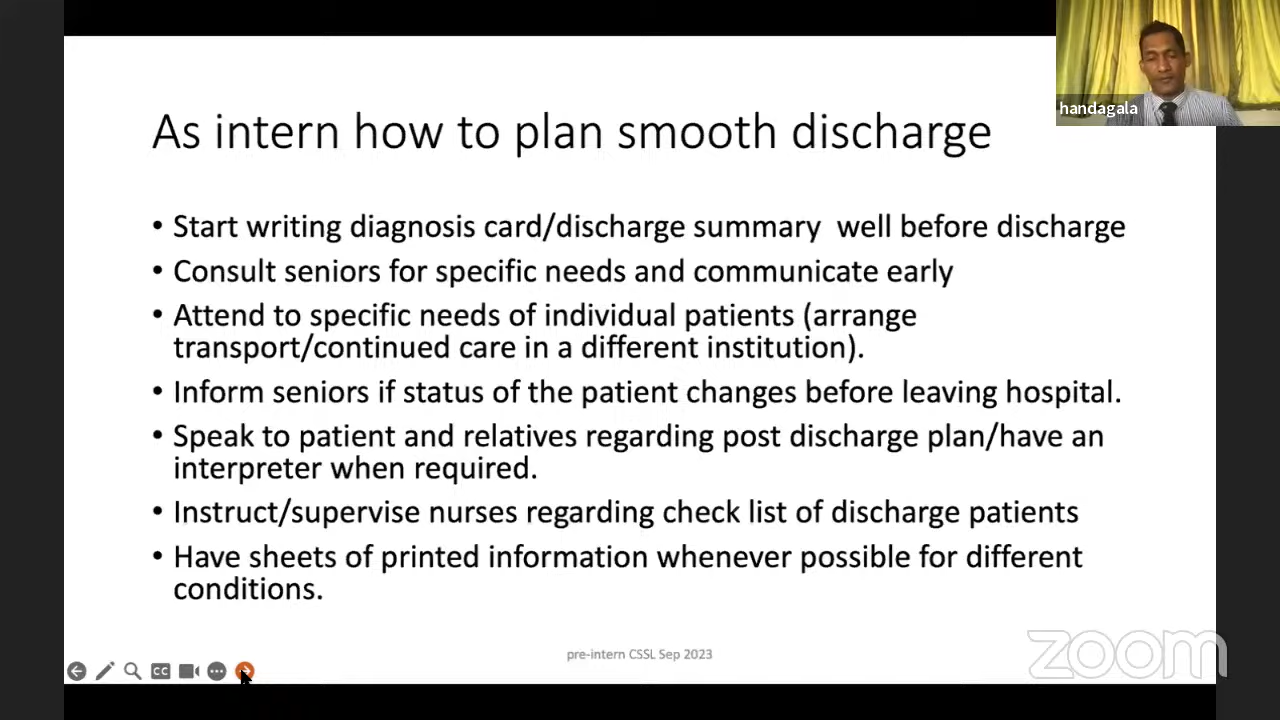 handagala
As intern how to plan smooth discharge
• Start writing diagnosis card/discharge summary  well before discharge
• Consult seniors for specific needs and communicate early
• Attend to specific needs of individual patients (arrange
transport/continued care in a different institution).
• Inform seniors if status of the patient changes before leaving hospital.
• Speak to patient and relatives regarding post discharge plan/have an
interpreter when required.
• Instruct/supervise nurses regarding check list of discharge patients
• Have sheets of printed information whenever possible for different
conditions.
pre-intern CSSL Sep 2023
CC
zoom